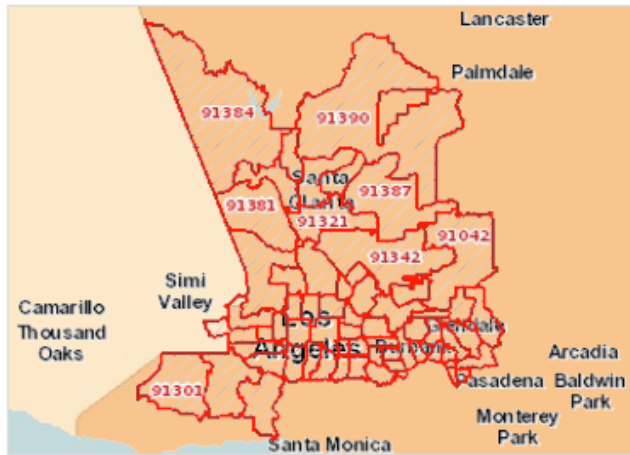 Lancaster
Palmdale
91384
91390
Santa
Clarita
91387
91381
91321
91042
91342
Simi
Valley
Camarillo
Thousand
Oaks
Los
Angeles
Glendale
Burbank
Arcadia
Pasadena
Baldwin
Park
91301
Monterey
Park
Santa Monica